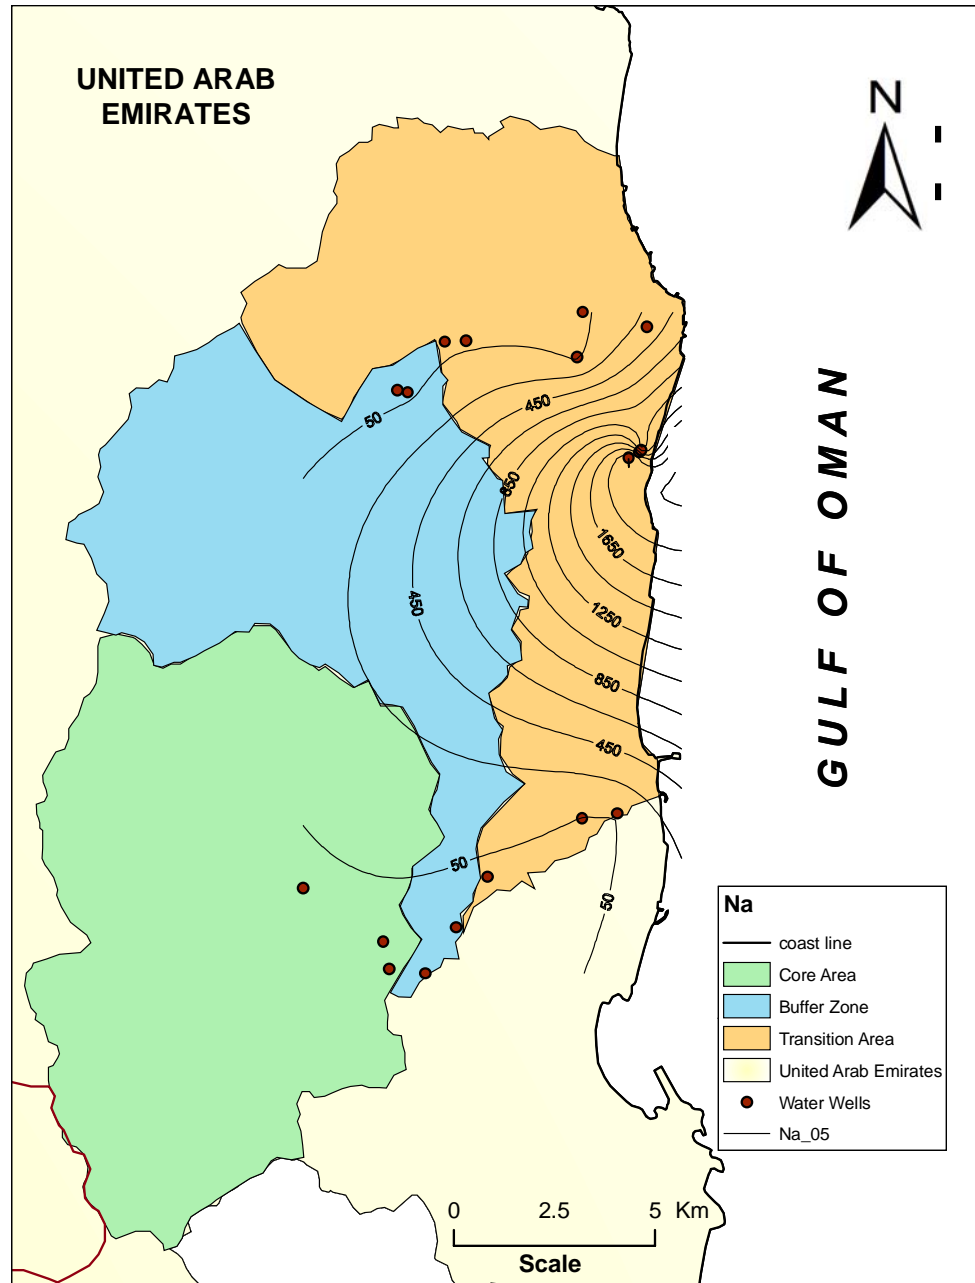 UNITED ARAB
EMIRATES
N
50
450
850
450
1650
1250
850
450
50
50
GULF OF OMAN
Na
coast line
Core Area
Buffer Zone
Transition Area
United Arab Emirates
Water Wells
Na_05
0 2.5 5 Km
Scale